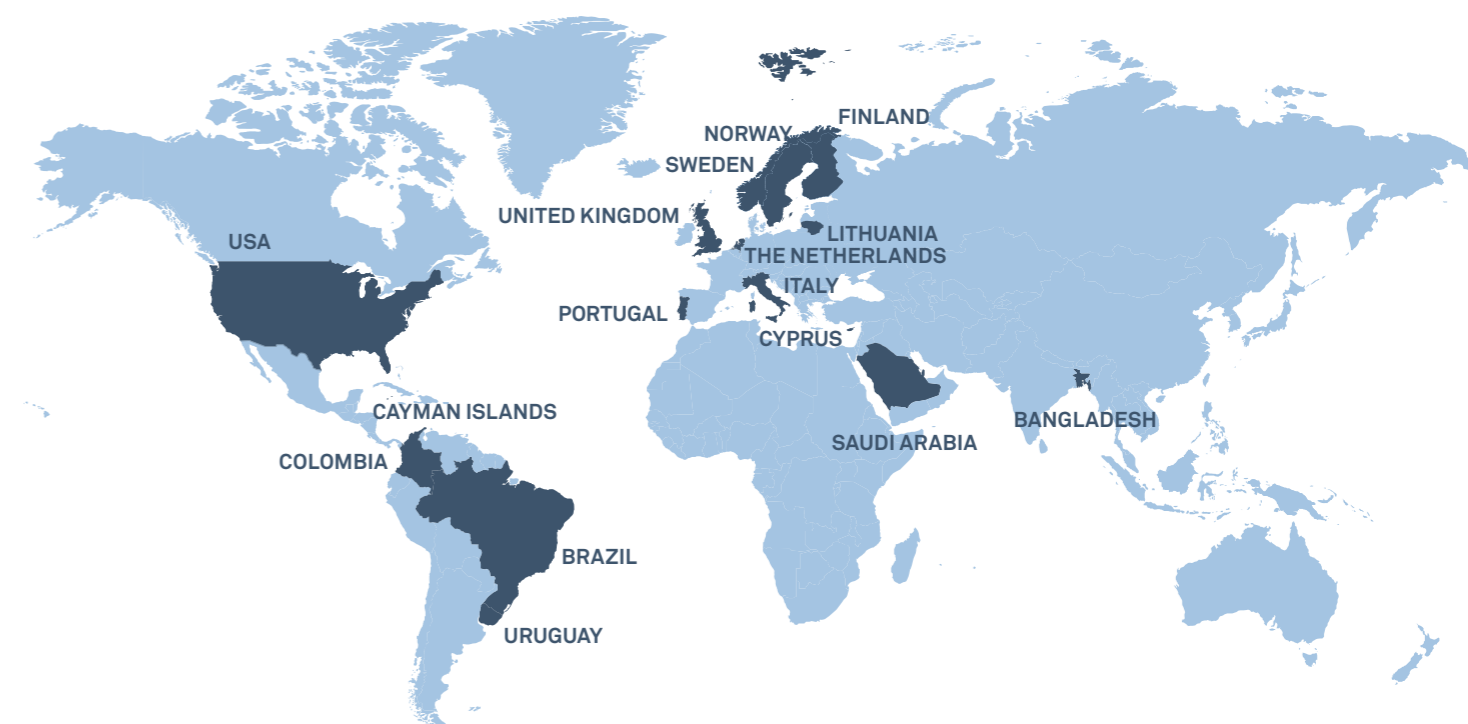 FINLAND
NORWAY
SWEDEN
UNITED KINGDOM
LITHUANIA
USA
THE NETHERLANDS
ITALY
PORTUGAL
CYPRUS
CAYMAN ISLANDS
BANGLADESH
SAUDI ARABIA
COLOMBIA
BRAZIL
URUGUAY